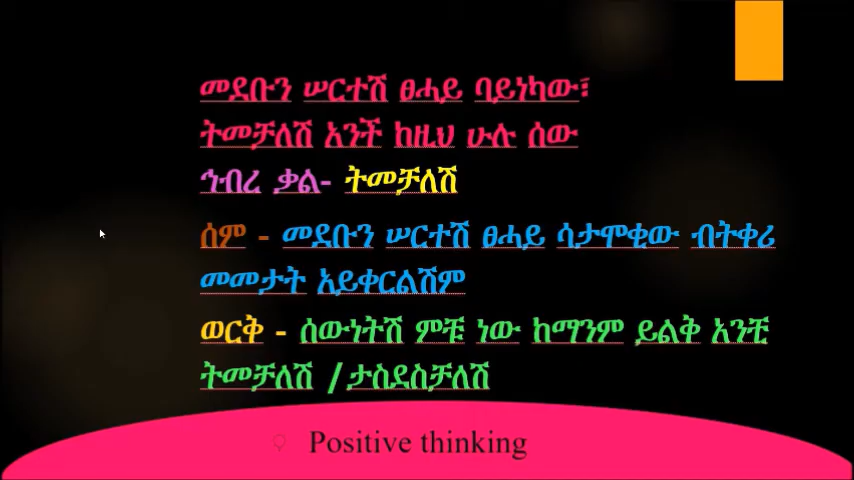 መደቡን ሠርተሽ ፀሓይ ባይነካው፣
ትመቻለሽ አንች ከዚህ ሁሉ ሰው
ኅብረ ቃል- ትመቻለሽ
ሰም - መደቡን ሠርተሽ ፀሓይ ሳታሞቂው ብትቀሪ
መመታት አይቀርልሽም
ወርቅ - ሰውነትሽ ምቹ ነው ከማንም ይልቅ አንቺ
ትመቻለሽ /ታስደስቻለሽ
Positive thinking